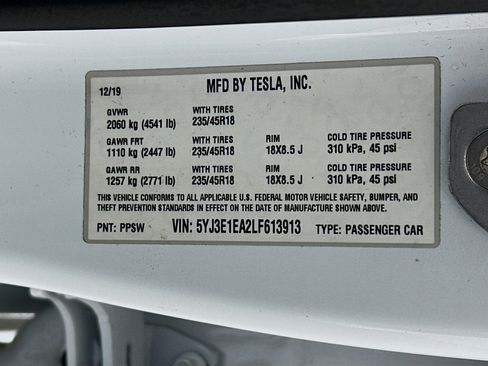 12/19 MFD BY TESLA, INC.
GVWR WITH TIRES
2060 kg (4541 lb) 235/45R18
GAWR FRT WITH TIRES RIM COLD TIRE PRESSURE
1110 kg (2447 lb) 235/45R18 18X8.5 J 310 kPa, 45 psi
GAWR RR WITH TIRES RIM COLD TIRE PRESSURE
1257 kg (2771 lb) 235/45R18 18X8.5 J 310 kPa, 45 psi
THIS VEHICLE CONFORMS TO ALL APPLICABLE U.S. FEDERAL MOTOR VEHICLE SAFETY, BUMPER, AND
THEFT PREVENTION STANDARDS IN EFFECT ON THE DATE OF MANUFACTURE SHOWN ABOVE.
PNT: PPSW VIN: 5YJ3E1EA2LF613913 TYPE: PASSENGER CAR